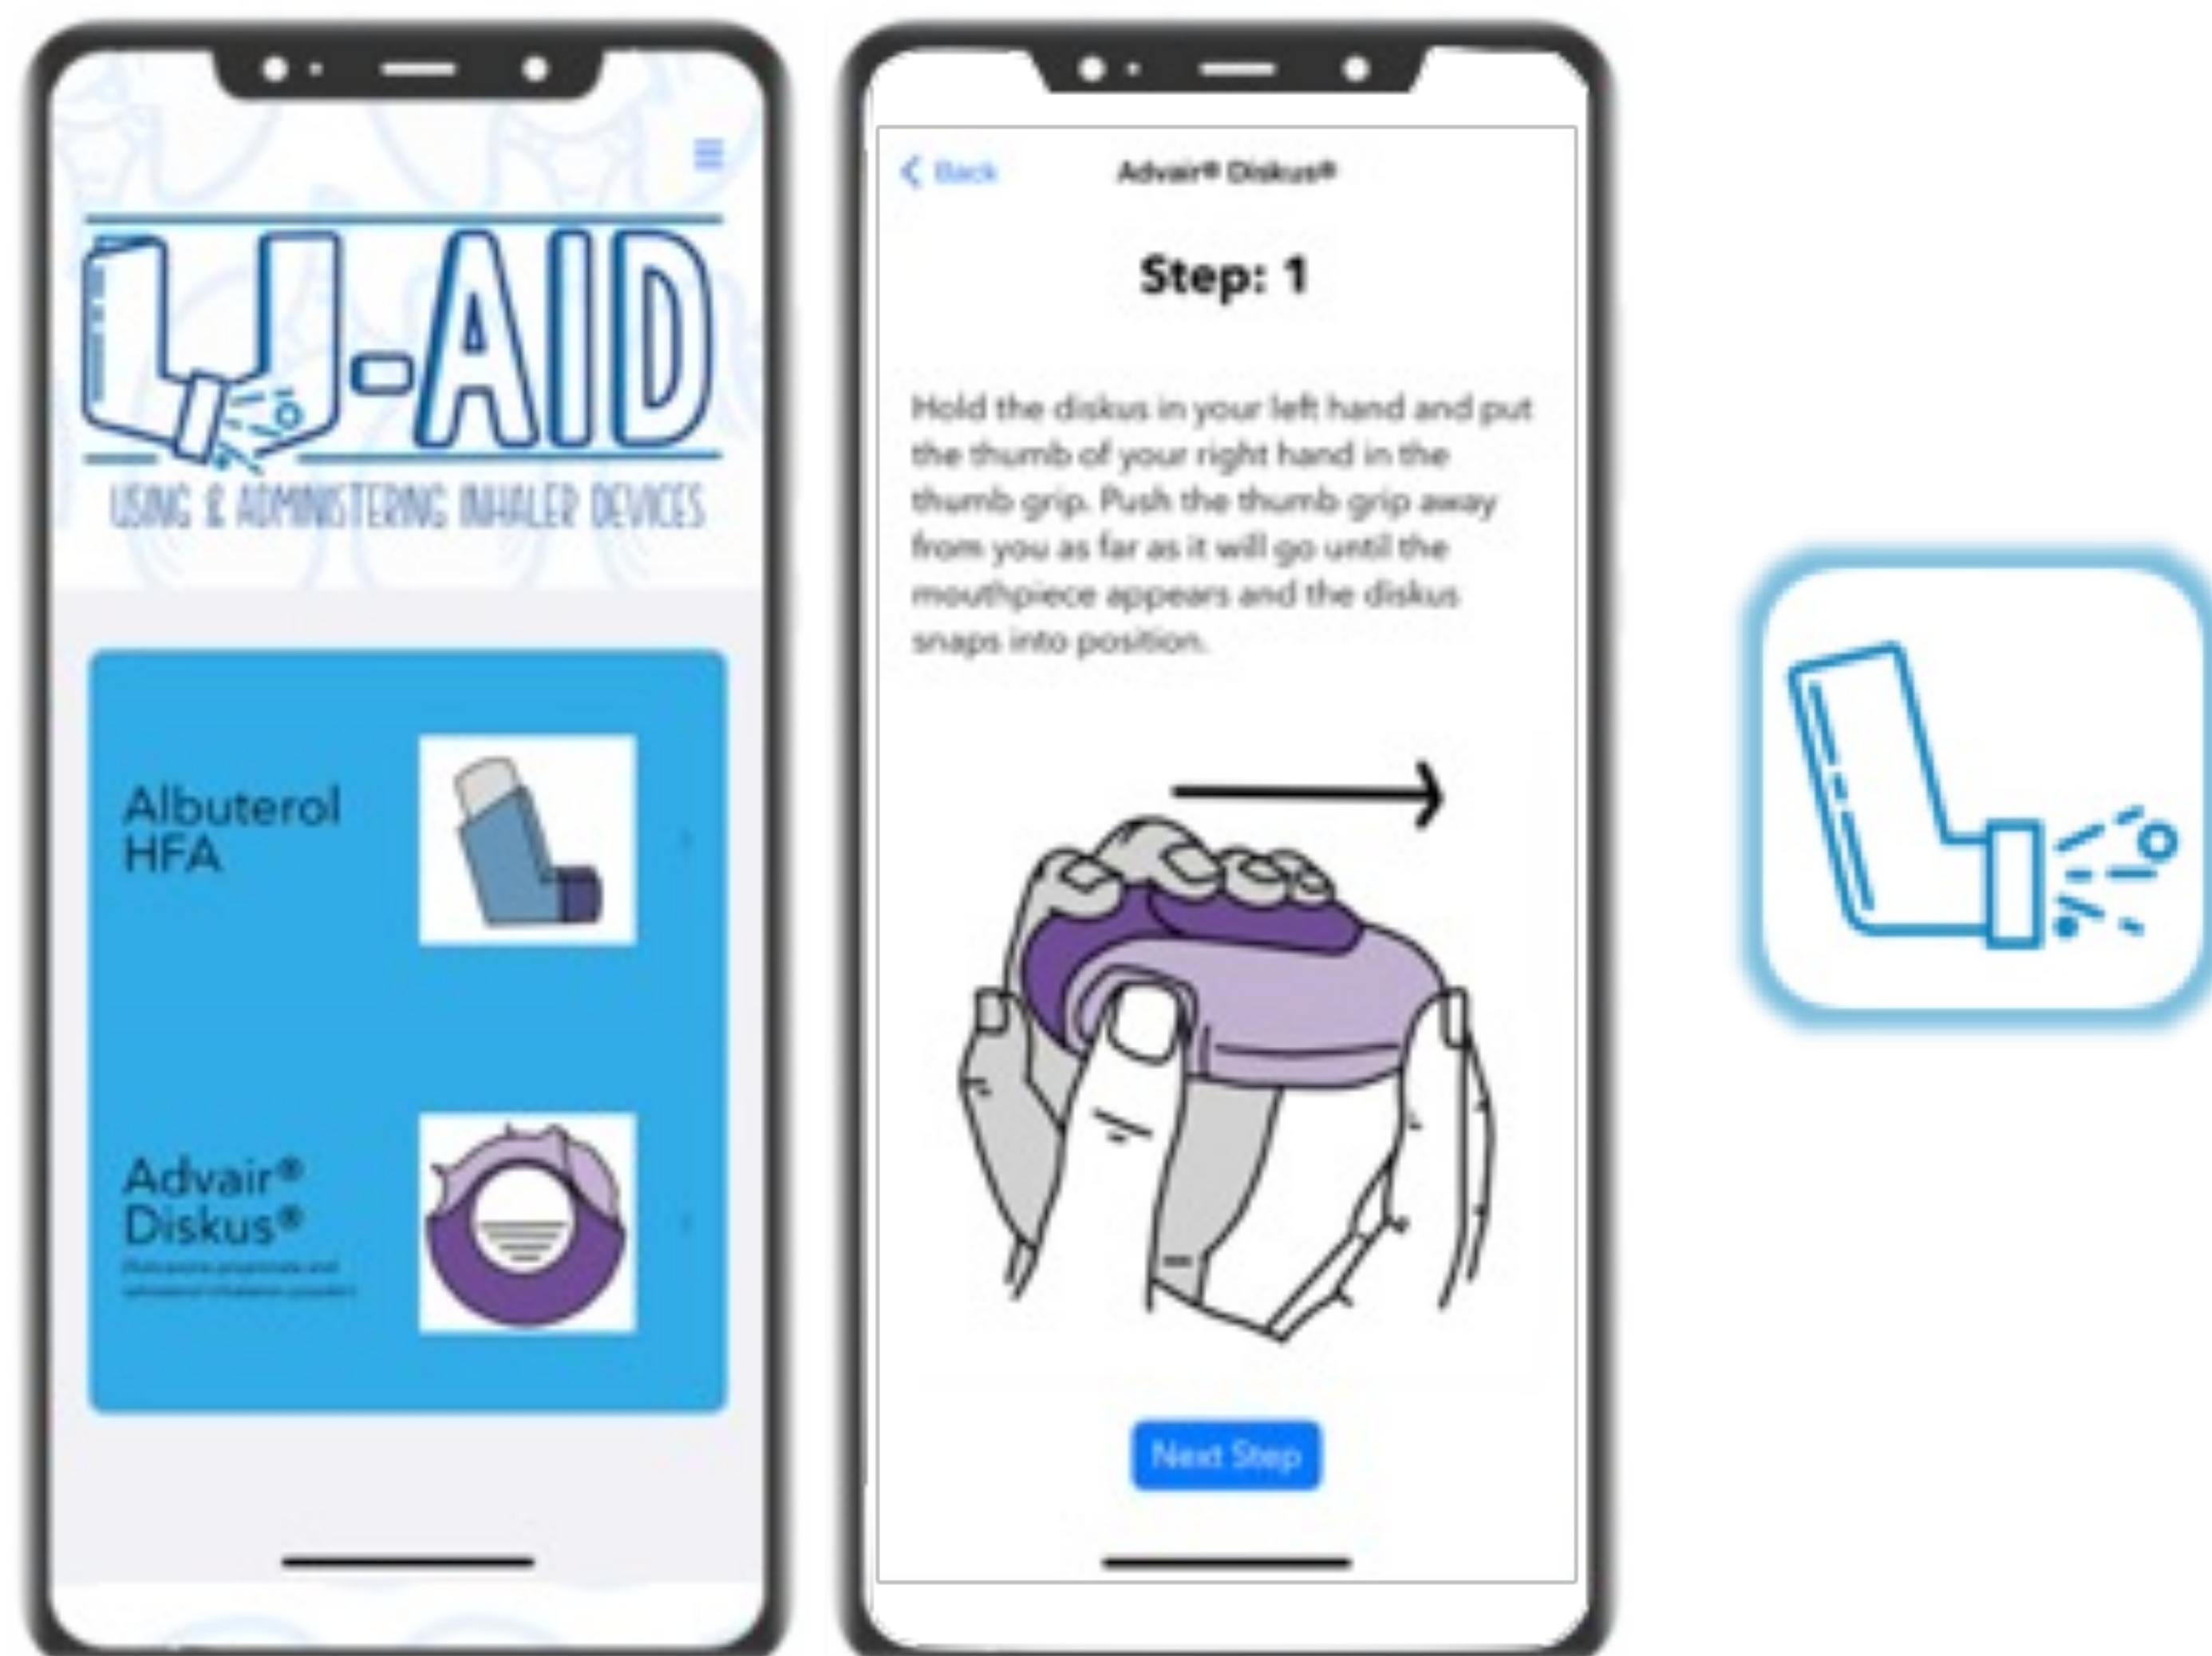 U-AID
USING & ADMINISTERING INHALER DEVICES
Albuterol
HFA
Advair®
Diskus®
Back
Advair® Diskus®
Step: 1
Hold the diskus in your left hand and put
the thumb of your right hand in the
thumb grip. Push the thumb grip away
from you as far as it will go until the
mouthpiece appears and the diskus
snaps into position.
Next Step